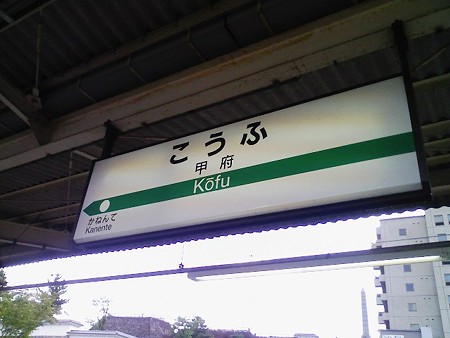 こうふ
甲府
Kōfu
かねんて
Kanente